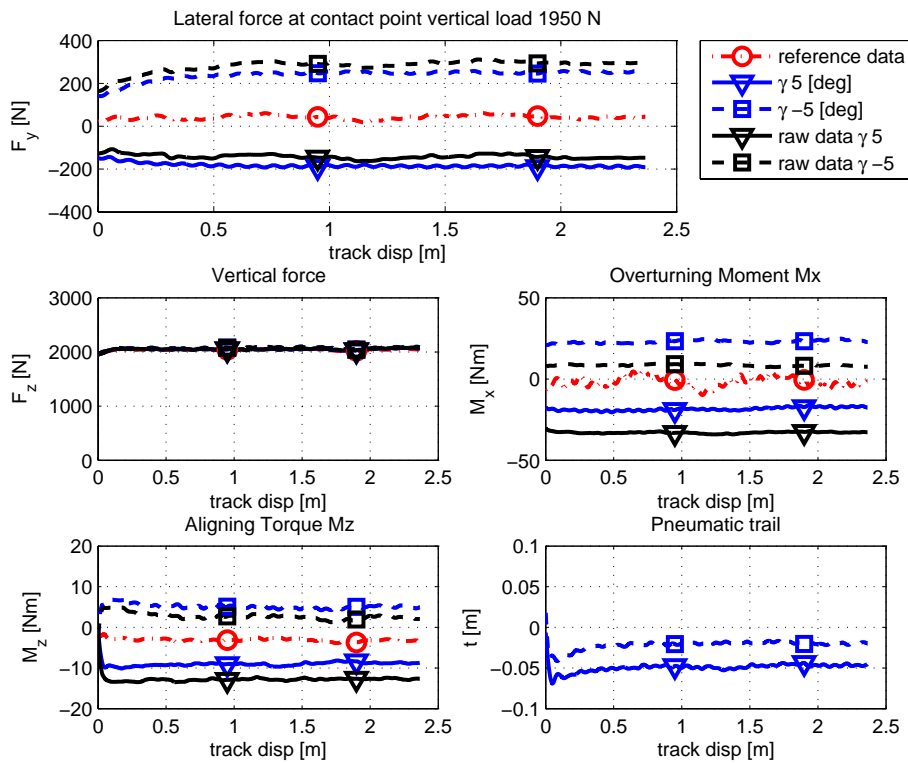 Lateral force at contact point vertical load 1950 N
400
200
0
−200
−400
F_y [N]
0 0.5 1 1.5 2 2.5
track disp [m]
reference data
γ 5 [deg]
γ −5 [deg]
raw data γ 5
raw data γ −5
Vertical force
3000
2000
1000
0
F_z [N]
0 0.5 1 1.5 2 2.5
track disp [m]
Overturning Moment Mx
50
0
−50
M_x [Nm]
0 0.5 1 1.5 2 2.5
track disp [m]
Aligning Torque Mz
20
10
0
−10
−20
M_z [Nm]
0 0.5 1 1.5 2 2.5
track disp [m]
Pneumatic trail
0.1
0.05
0
−0.05
−0.1
t [m]
0 0.5 1 1.5 2 2.5
track disp [m]